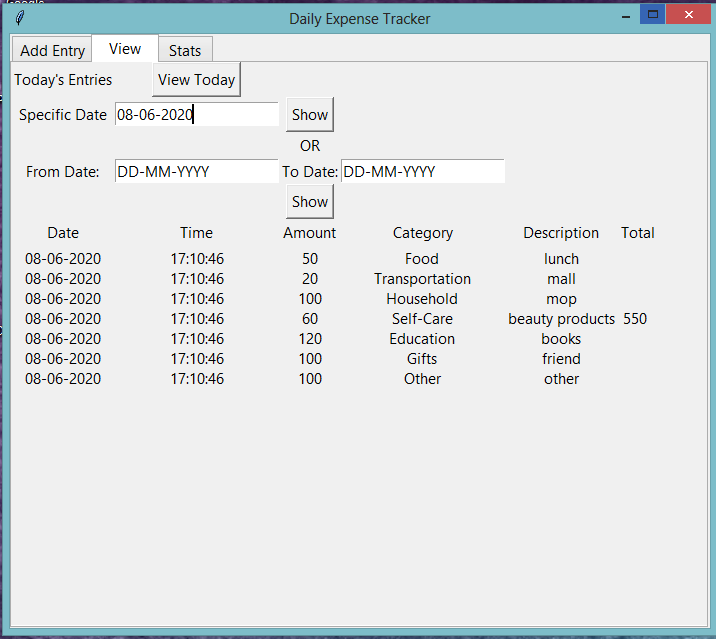 Daily Expense Tracker
Add Entry View Stats
Today's Entries View Today
Specific Date 08-06-2020 Show
OR
From Date: DD-MM-YYYY To Date: DD-MM-YYYY
Show
Date Time Amount Category Description Total
08-06-2020 17:10:46 50 Food lunch
08-06-2020 17:10:46 20 Transportation mall
08-06-2020 17:10:46 100 Household mop
08-06-2020 17:10:46 60 Self-Care beauty products 550
08-06-2020 17:10:46 120 Education books
08-06-2020 17:10:46 100 Gifts friend
08-06-2020 17:10:46 100 Other other